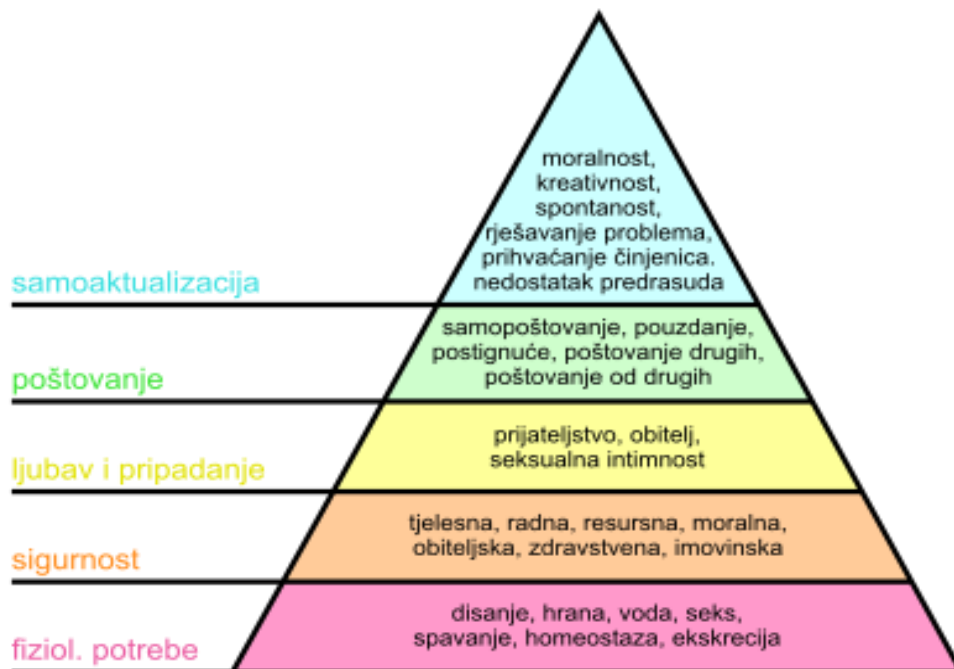 moralnost,
kreativnost,
spontanost,
rješavanje problema,
prihvaćanje činjenica.
nedostatak predrasuda
samoaktualizacija
samopoštovanje, pouzdanje,
postignuće, poštovanje drugih,
poštovanje od drugih
poštovanje
prijateljstvo, obitelj,
seksualna intimnost
ljubav i pripadanje
tjelesna, radna, resursna, moralna,
obiteljska, zdravstvena, imovinska
sigurnost
disanje, hrana, voda, seks,
spavanje, homeostaza, ekskrecija
fiziol. potrebe